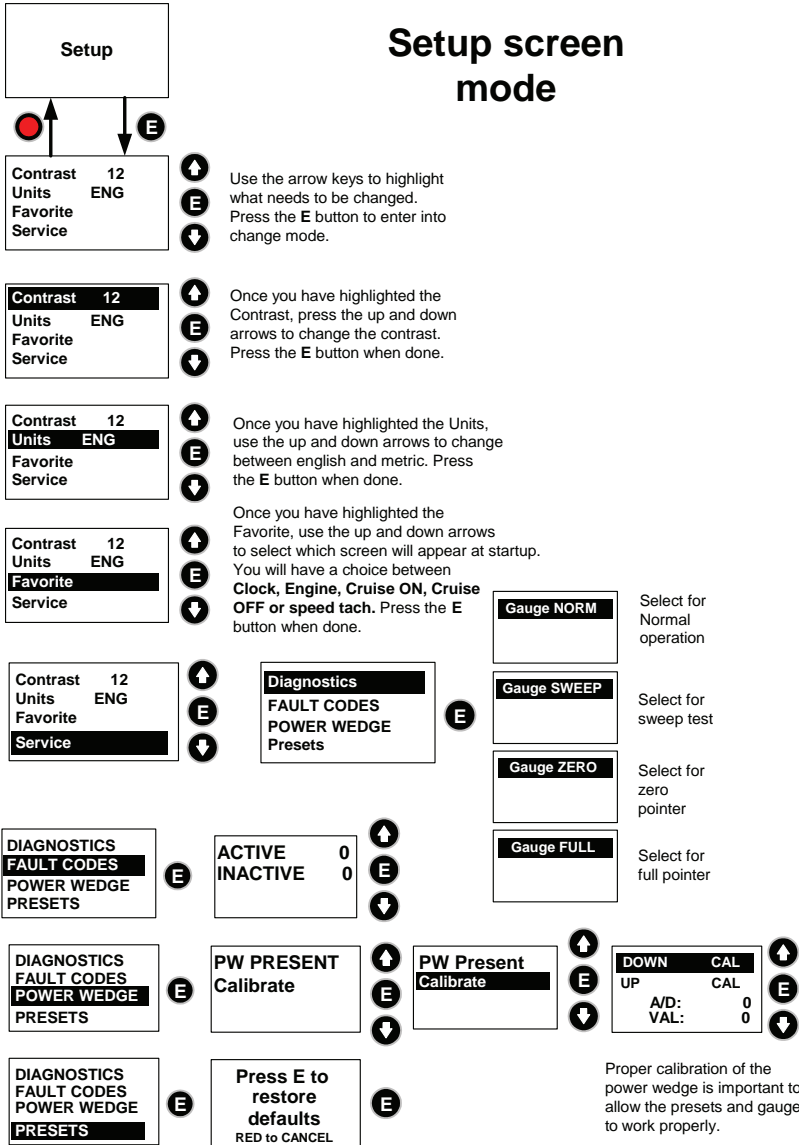 Setup screen
mode
Setup
E
Contrast 12
Units ENG
Favorite
Service
E
Use the arrow keys to highlight
what needs to be changed.
Press the E button to enter into
change mode.
Contrast 12
Units ENG
Favorite
Service
E
Once you have highlighted the
Contrast, press the up and down
arrows to change the contrast.
Press the E button when done.
Contrast 12
Units ENG
Favorite
Service
E
Once you have highlighted the Units,
use the up and down arrows to change
between english and metric. Press
the E button when done.
Contrast 12
Units ENG
Favorite
Service
E
Once you have highlighted the
Favorite, use the up and down arrows
to select which screen will appear at startup.
You will have a choice between
Clock, Engine, Cruise ON, Cruise
OFF or speed tach. Press the E
button when done.
Contrast 12
Units ENG
Favorite
Service
E
Diagnostics
FAULT CODES
POWER WEDGE
Presets
E
Gauge NORM
Select for
Normal
operation
Gauge SWEEP
Select for
sweep test
Gauge ZERO
Select for
zero
pointer
Gauge FULL
Select for
full pointer
DIAGNOSTICS
FAULT CODES
POWER WEDGE
PRESETS
E
ACTIVE 0
INACTIVE 0
E
DIAGNOSTICS
FAULT CODES
POWER WEDGE
PRESETS
E
PW PRESENT
Calibrate
E
PW Present
Calibrate
E
DOWN CAL
UP CAL
A/D: 0
VAL: 0
E
Proper calibration of the
power wedge is important to
allow the presets and gauge
to work properly.
DIAGNOSTICS
FAULT CODES
POWER WEDGE
PRESETS
E
Press E to
restore
defaults
RED to CANCEL
E